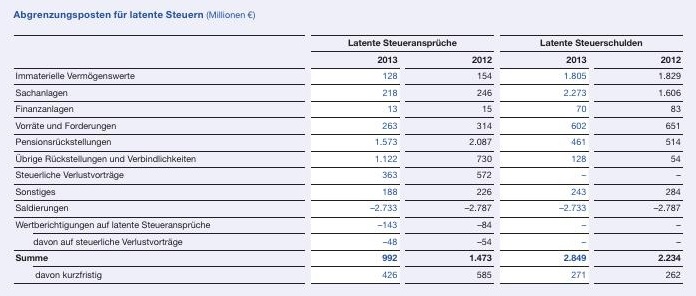 Abgrenzungsposten für latente Steuern (Millionen €)
Latente Steueransprüche Latente Steuerschulden
2013 2012 2013 2012
Immaterielle Vermögenswerte 128 154 1.805 1.829
Sachanlagen 218 246 2.273 1.606
Finanzanlagen 13 15 70 83
Vorräte und Forderungen 263 314 602 651
Pensionsrückstellungen 1.573 2.087 461 514
Übrige Rückstellungen und Verbindlichkeiten 1.122 730 128 54
Steuerliche Verlustvorträge 363 572 – –
Sonstiges 188 226 243 284
Saldierungen –2.733 –2.787 –2.733 –2.787
Wertberichtigungen auf latente Steueransprüche –143 –84 – –
davon auf steuerliche Verlustvorträge –48 –54 – –
Summe 992 1.473 2.849 2.234
davon kurzfristig 426 585 271 262